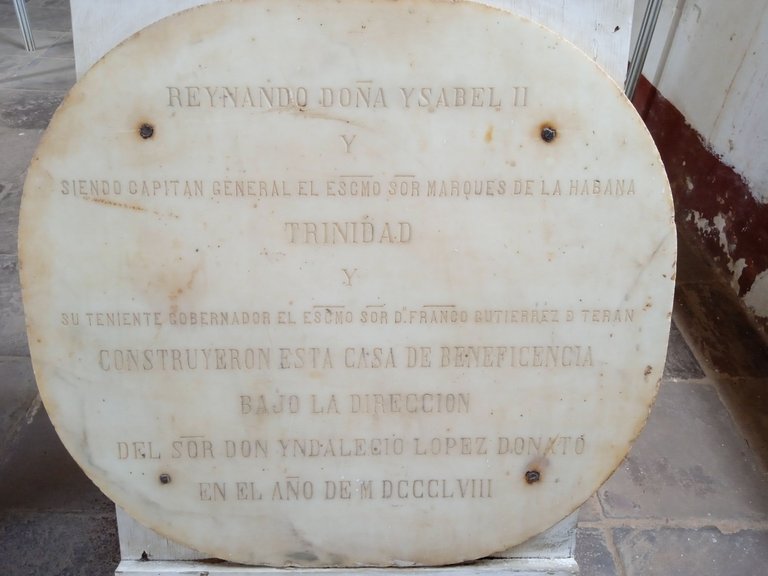 REYNANDO DOÑA YSABEL II
Y
SIENDO CAPITAN GENERAL EL ESCMO SOR MARQUES DE LA HABANA
TRINIDAD
Y
SU TENIENTE GOBERNADOR EL ESCMO SOR D. FRANCO GUTIERREZ D TERAN
CONSTRUYERON ESTA CASA DE BENEFICENCIA
BAJO LA DIRECCION
DEL SOR DON YNDALECIO LOPEZ DONATÓ
EN EL AÑO DE MDCCCLVIII